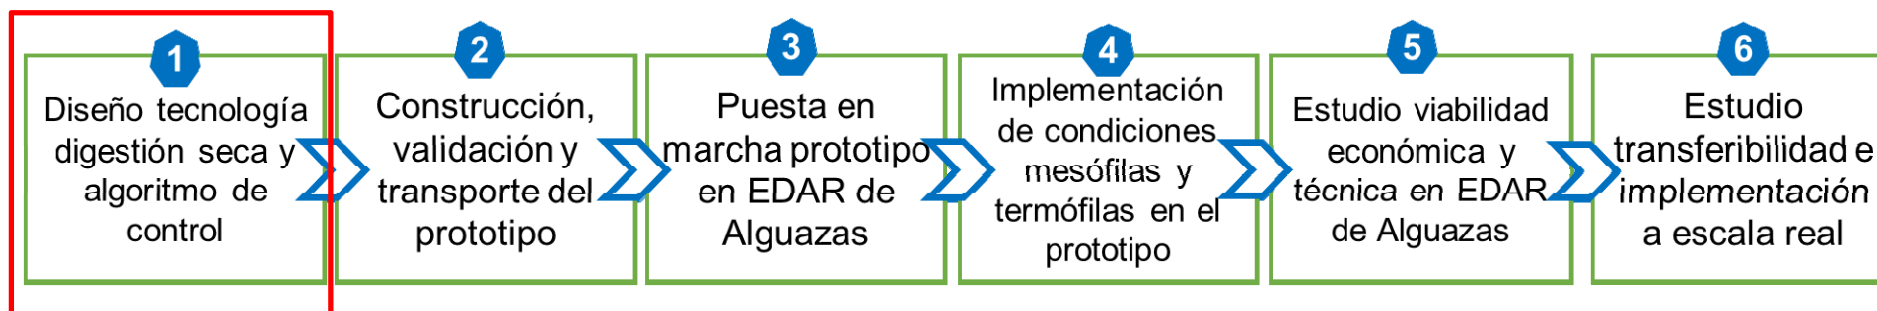 1
Diseño tecnología
digestión seca y
algoritmo de
control
2
Construcción,
validación y
transporte del
prototipo
3
Puesta en
marcha prototipo
en EDAR de
Alguazas
4
Implementación
de condiciones
mesófilas y
termófilas en el
prototipo
5
Estudio viabilidad
económica y
técnica en EDAR
de Alguazas
6
Estudio
transferibilidad e
implementación
a escala real